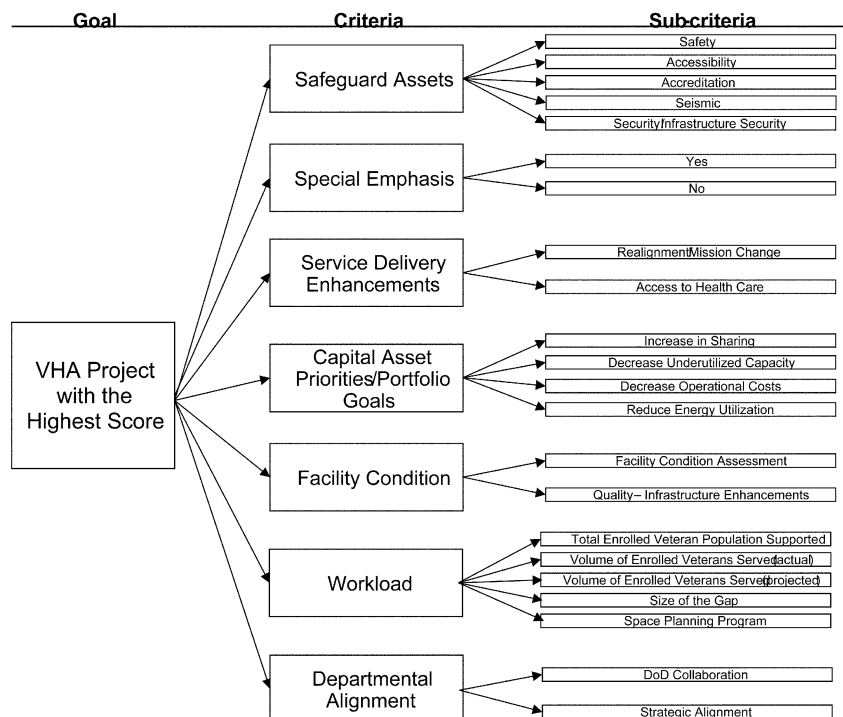 Goal
Criteria
Sub-criteria
Safeguard Assets
Safety
Accessibility
Accreditation
Seismic
Security/Infrastructure Security
Special Emphasis
Yes
No
Service Delivery
Enhancements
Realignment/Mission Change
Access to Health Care
VHA Project
with the
Highest Score
Capital Asset
Priorities/Portfolio
Goals
Increase in Sharing
Decrease Underutilized Capacity
Decrease Operational Costs
Reduce Energy Utilization
Facility Condition
Facility Condition Assessment
Quality– Infrastructure Enhancements
Workload
Total Enrolled Veteran Population Supported
Volume of Enrolled Veterans Served(actual)
Volume of Enrolled Veterans Served(projected)
Size of the Gap
Space Planning Program
Departmental
Alignment
DoD Collaboration
Strategic Alignment